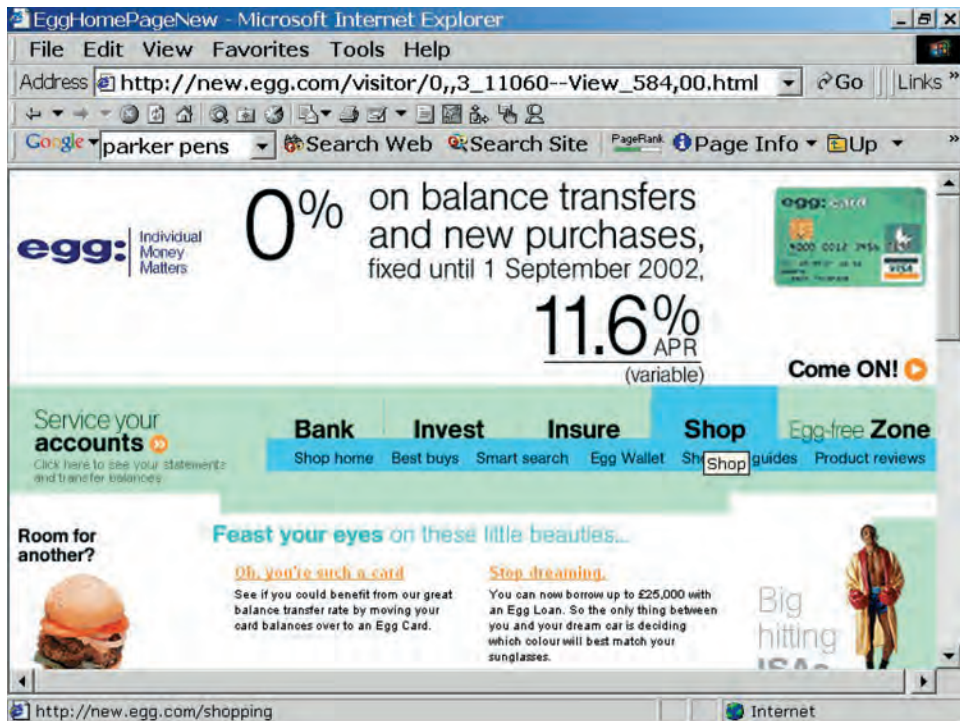 EggHomePageNew - Microsoft Internet Explorer
File Edit View Favorites Tools Help
Address http://new.egg.com/visitor/0,,3_11060--View_584,00.html Go Links »
Google parker pens Search Web Search Site PageRank Page Info Up »
0% on balance transfers
and new purchases,
fixed until 1 September 2002,
11.6% APR
(variable)
egg: Individual
Money
Matters
egg: card
VISA
Come ON!
Service your
accounts
Click here to see your statements
and transfer balances
Bank Invest Insure Shop Egg-free Zone
Shop home Best buys Smart search Egg Wallet Shop guides Product reviews
Room for
another?
Feast your eyes on these little beauties...
Oh, you're such a card
See if you could benefit from our great
balance transfer rate by moving your
card balances over to an Egg Card.
Stop dreaming.
You can now borrow up to £25,000 with
an Egg Loan. So the only thing between
you and your dream car is deciding
which colour will best match your
sunglasses.
Big
hitting
ISAs
http://new.egg.com/shopping Internet